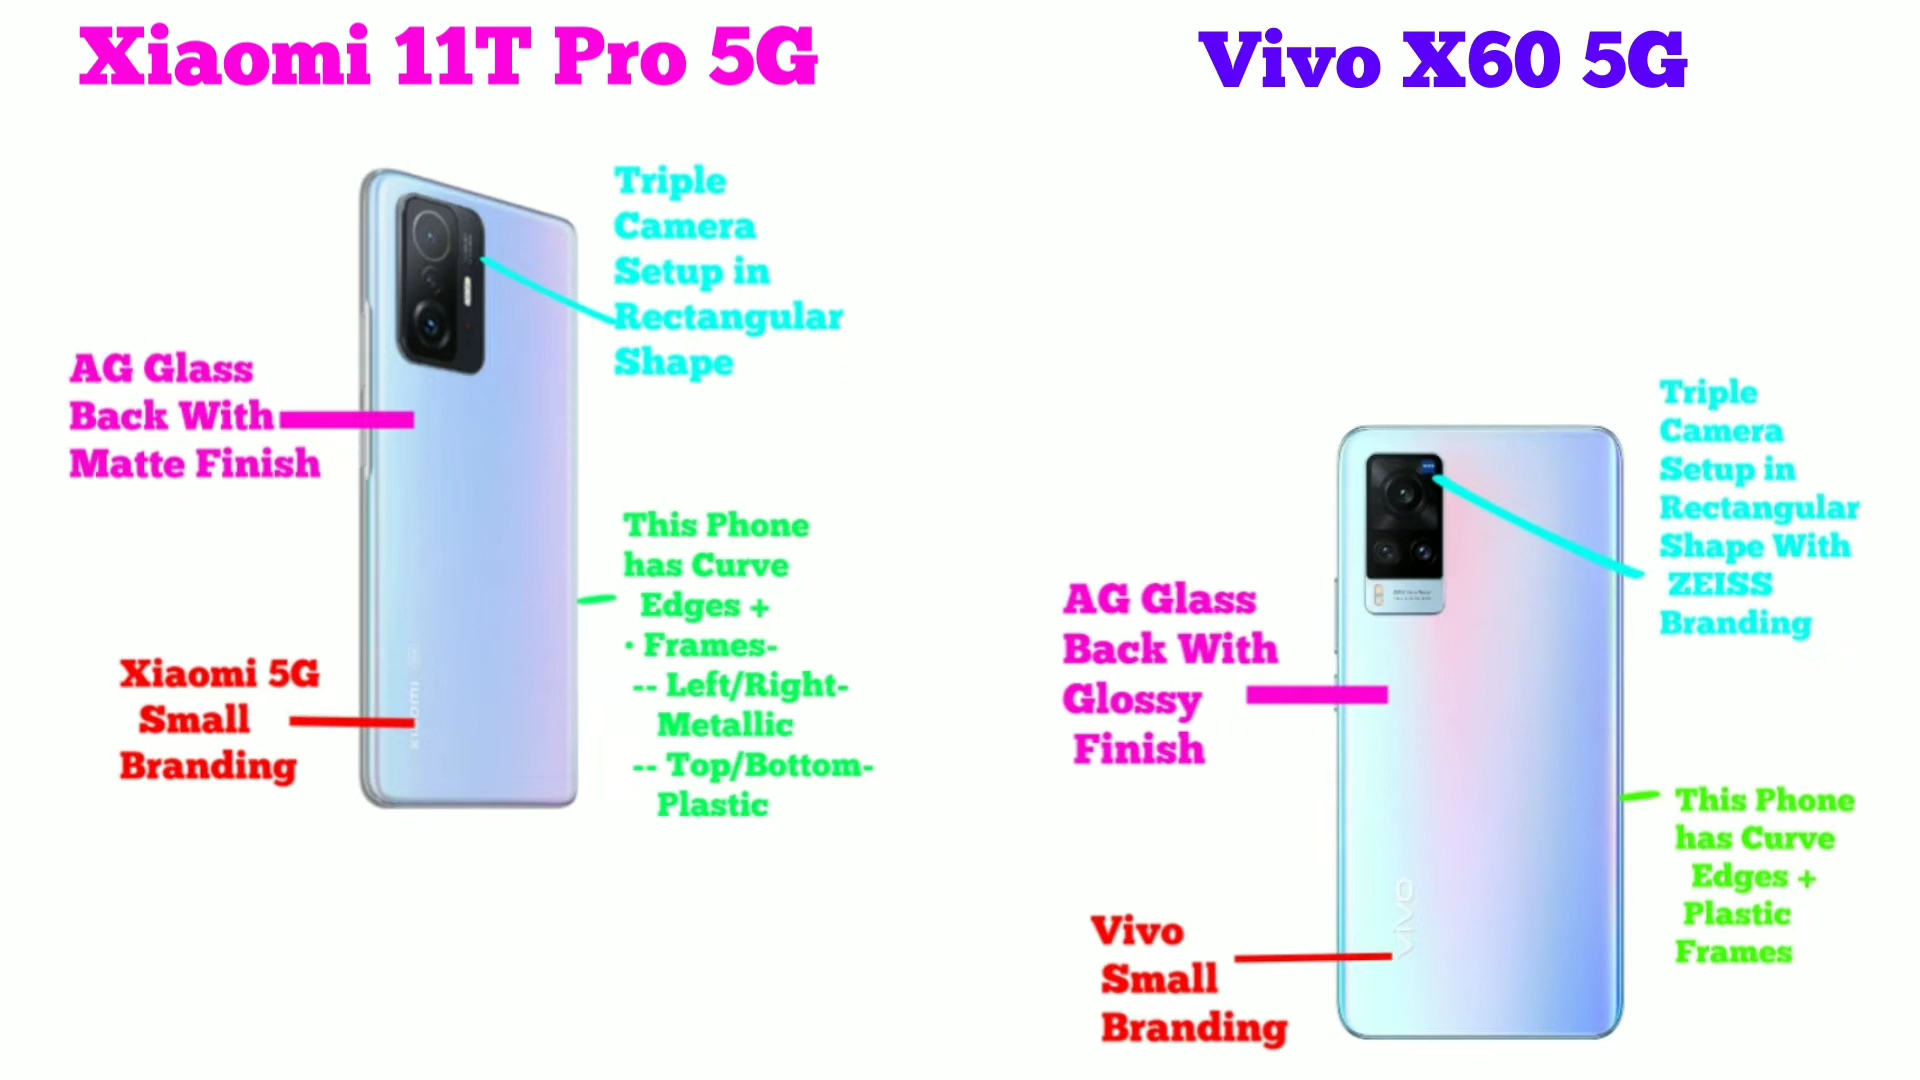 Xiaomi 11T Pro 5G
Triple
Camera
Setup in
Rectangular
Shape
AG Glass
Back With
Matte Finish
This Phone
has Curve
Edges +
· Frames-
-- Left/Right-
Metallic
-- Top/Bottom-
Plastic
Xiaomi 5G
Small
Branding
xiaomi
Vivo X60 5G
Triple
Camera
Setup in
Rectangular
Shape With
ZEISS
Branding
AG Glass
Back With
Glossy
Finish
This Phone
has Curve
Edges +
Plastic
Frames
Vivo
Small
Branding
vivo